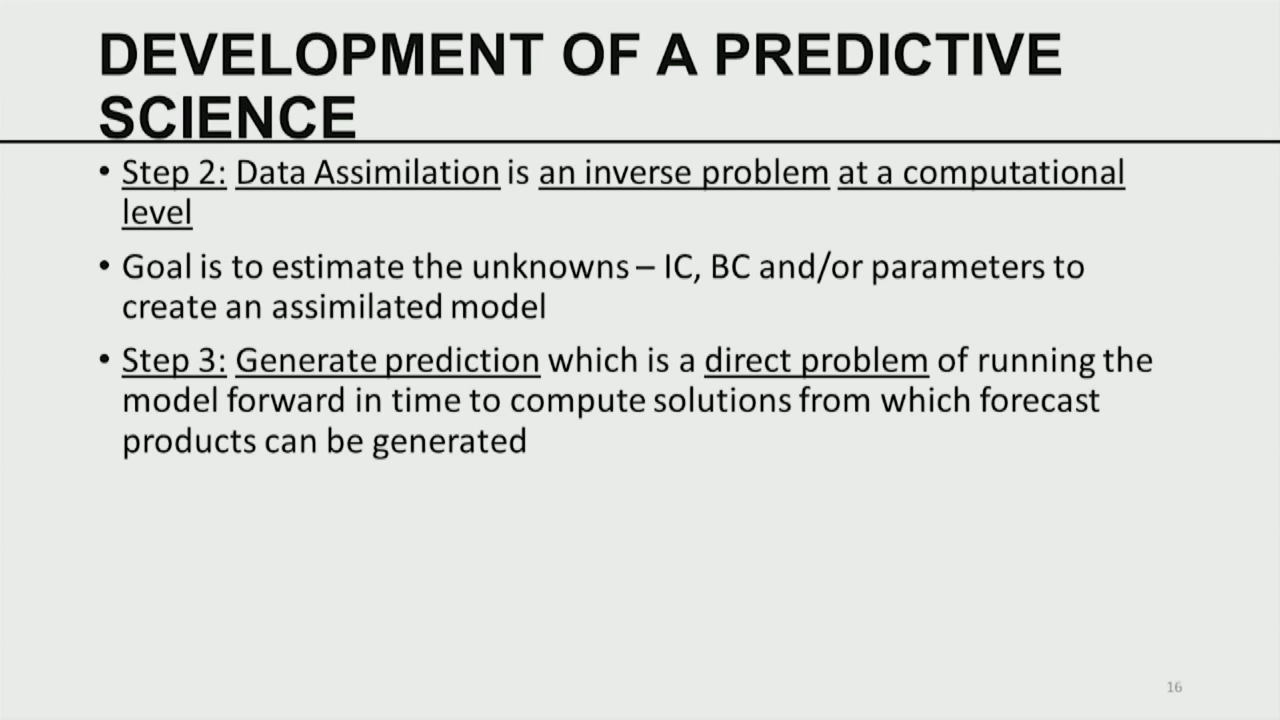 DEVELOPMENT OF A PREDICTIVE
SCIENCE
• Step 2: Data Assimilation is an inverse problem at a computational
level
• Goal is to estimate the unknowns – IC, BC and/or parameters to
create an assimilated model
• Step 3: Generate prediction which is a direct problem of running the
model forward in time to compute solutions from which forecast
products can be generated
16